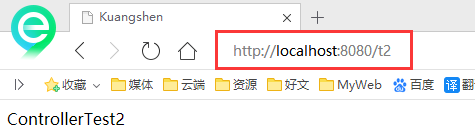 Kuangshen
http://localhost:8080/t2
收藏 媒体 云端 资源 好文 MyWeb 百度 译 翻
ControllerTest2